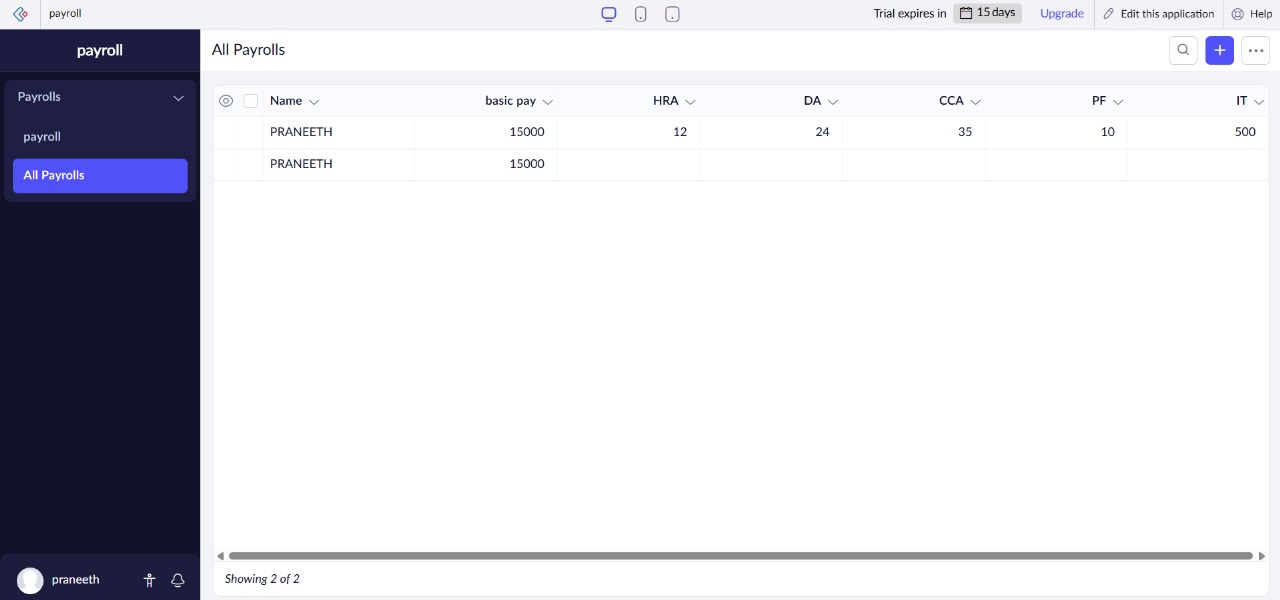 payroll
Trial expires in 15 days Upgrade Edit this application Help
payroll
All Payrolls
Payrolls
payroll
All Payrolls
Name basic pay HRA DA CCA PF IT
PRANEETH 15000 12 24 35 10 500
PRANEETH 15000
Showing 2 of 2
praneeth